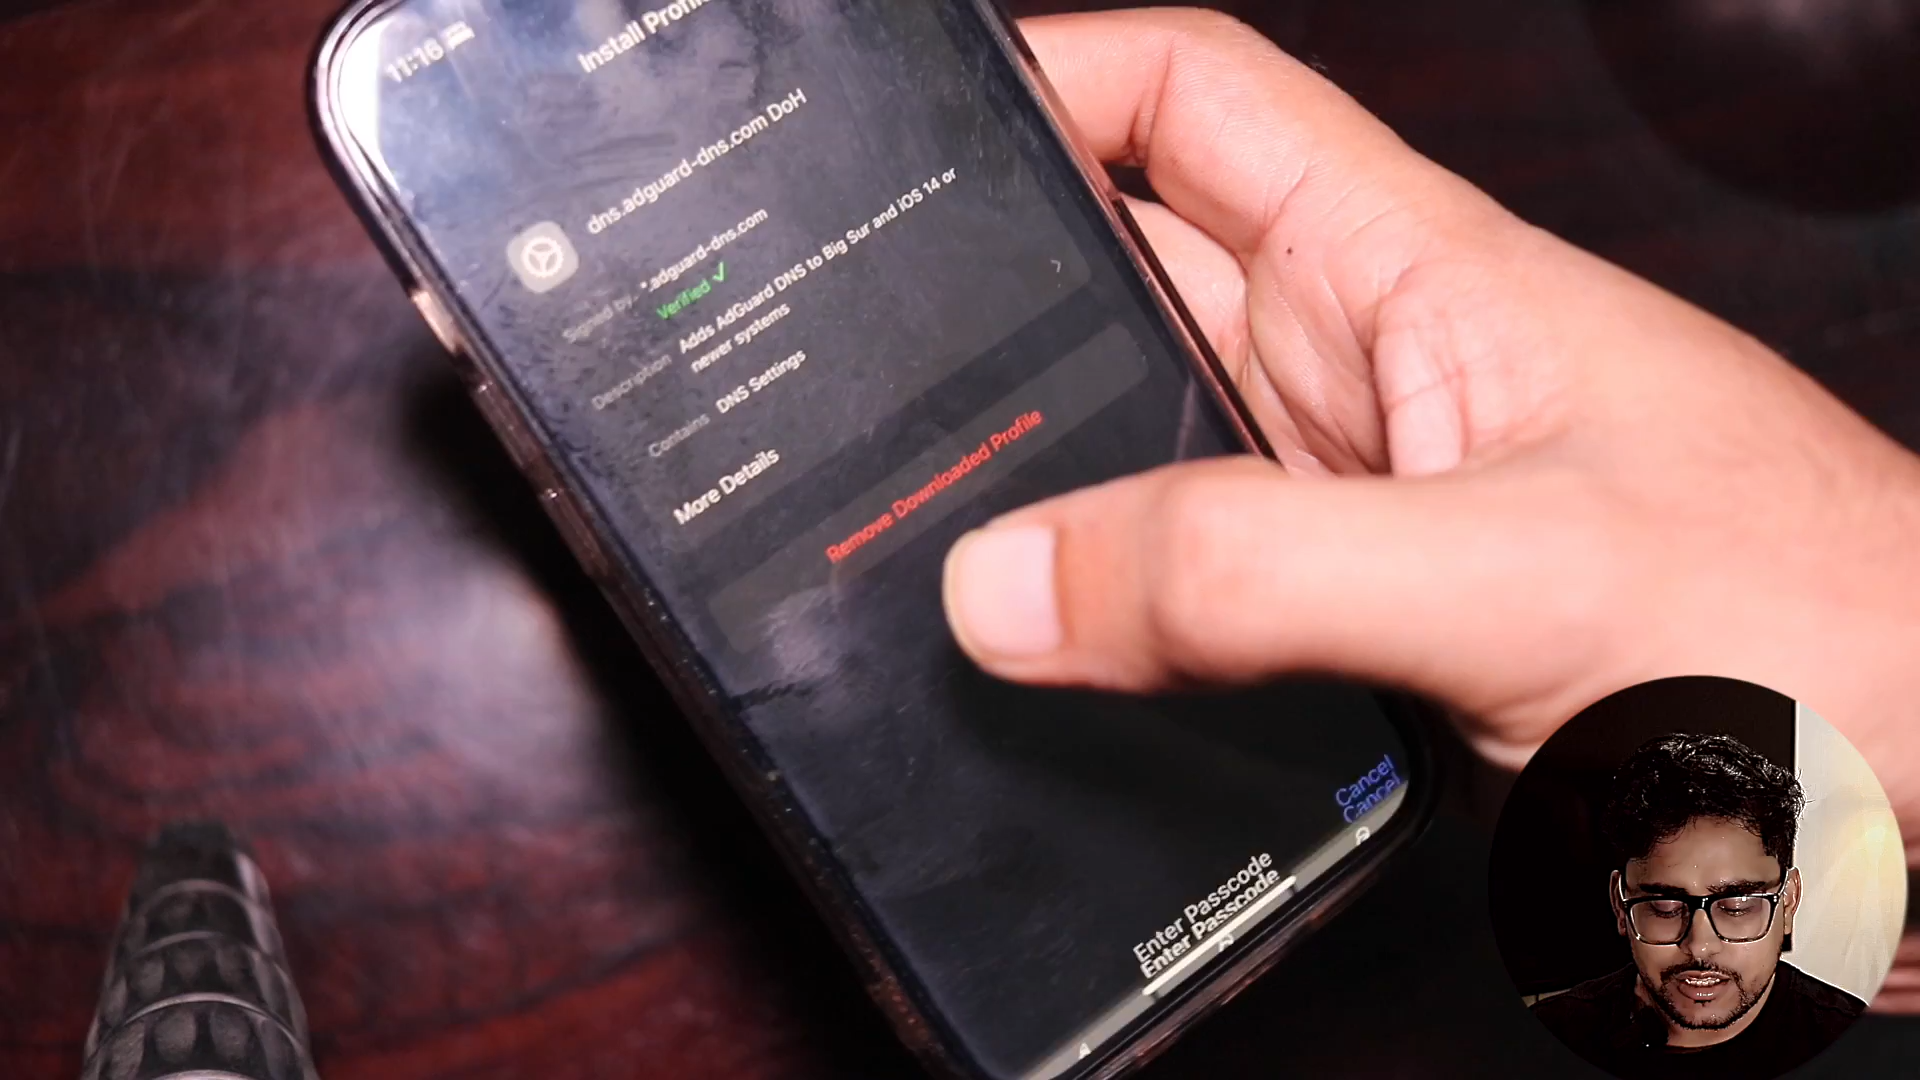 11:16
Install Profile
dns.adguard-dns.com DoH
Signed by *.adguard-dns.com
Verified ✓
Description Adds AdGuard DNS to Big Sur and iOS 14 or
newer systems
Contains DNS Settings
More Details
Remove Downloaded Profile
Cancel
Cancel
Enter Passcode
Enter Passcode